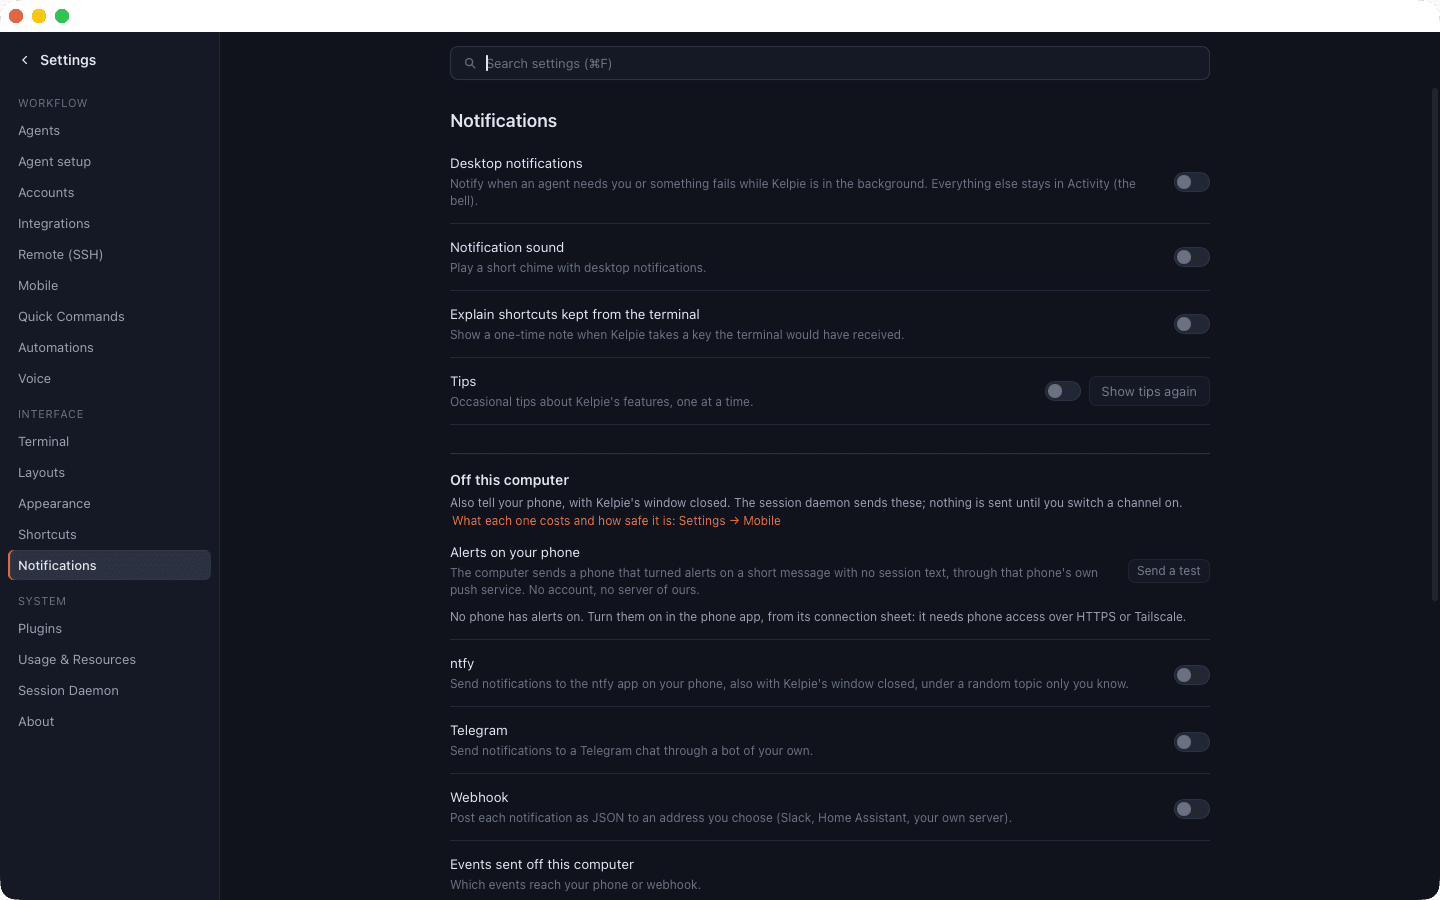 Settings
WORKFLOW
Agents
Agent setup
Accounts
Integrations
Remote (SSH)
Mobile
Quick Commands
Automations
Voice
INTERFACE
Terminal
Layouts
Appearance
Shortcuts
Notifications
SYSTEM
Plugins
Usage & Resources
Session Daemon
About
Search settings (⌘F)
Notifications
Desktop notifications
Notify when an agent needs you or something fails while Kelpie is in the background. Everything else stays in Activity (the
bell).
Notification sound
Play a short chime with desktop notifications.
Explain shortcuts kept from the terminal
Show a one-time note when Kelpie takes a key the terminal would have received.
Tips
Occasional tips about Kelpie's features, one at a time.
Show tips again
Off this computer
Also tell your phone, with Kelpie's window closed. The session daemon sends these; nothing is sent until you switch a channel on.
What each one costs and how safe it is: Settings → Mobile
Alerts on your phone
The computer sends a phone that turned alerts on a short message with no session text, through that phone's own
push service. No account, no server of ours.
Send a test
No phone has alerts on. Turn them on in the phone app, from its connection sheet: it needs phone access over HTTPS or Tailscale.
ntfy
Send notifications to the ntfy app on your phone, also with Kelpie's window closed, under a random topic only you know.
Telegram
Send notifications to a Telegram chat through a bot of your own.
Webhook
Post each notification as JSON to an address you choose (Slack, Home Assistant, your own server).
Events sent off this computer
Which events reach your phone or webhook.